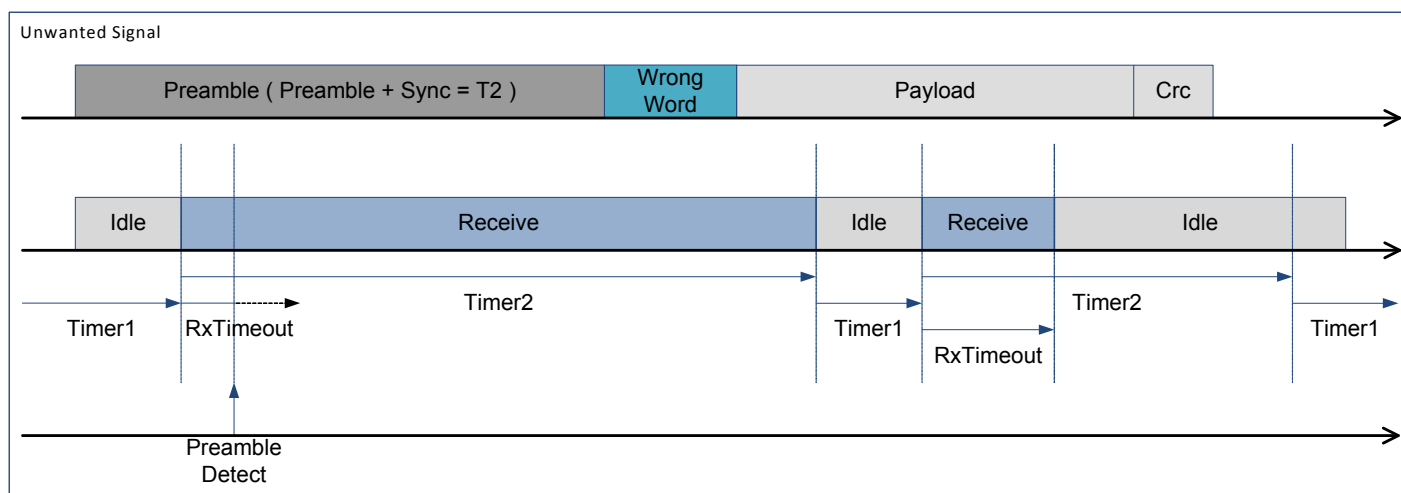 Unwanted Signal
Preamble ( Preamble + Sync = T2 )
Wrong
Word
Payload
Crc
Idle
Receive
Idle
Receive
Idle
Timer2
Timer2
Timer1
RxTimeout
Timer1
Timer1
RxTimeout
Preamble
Detect